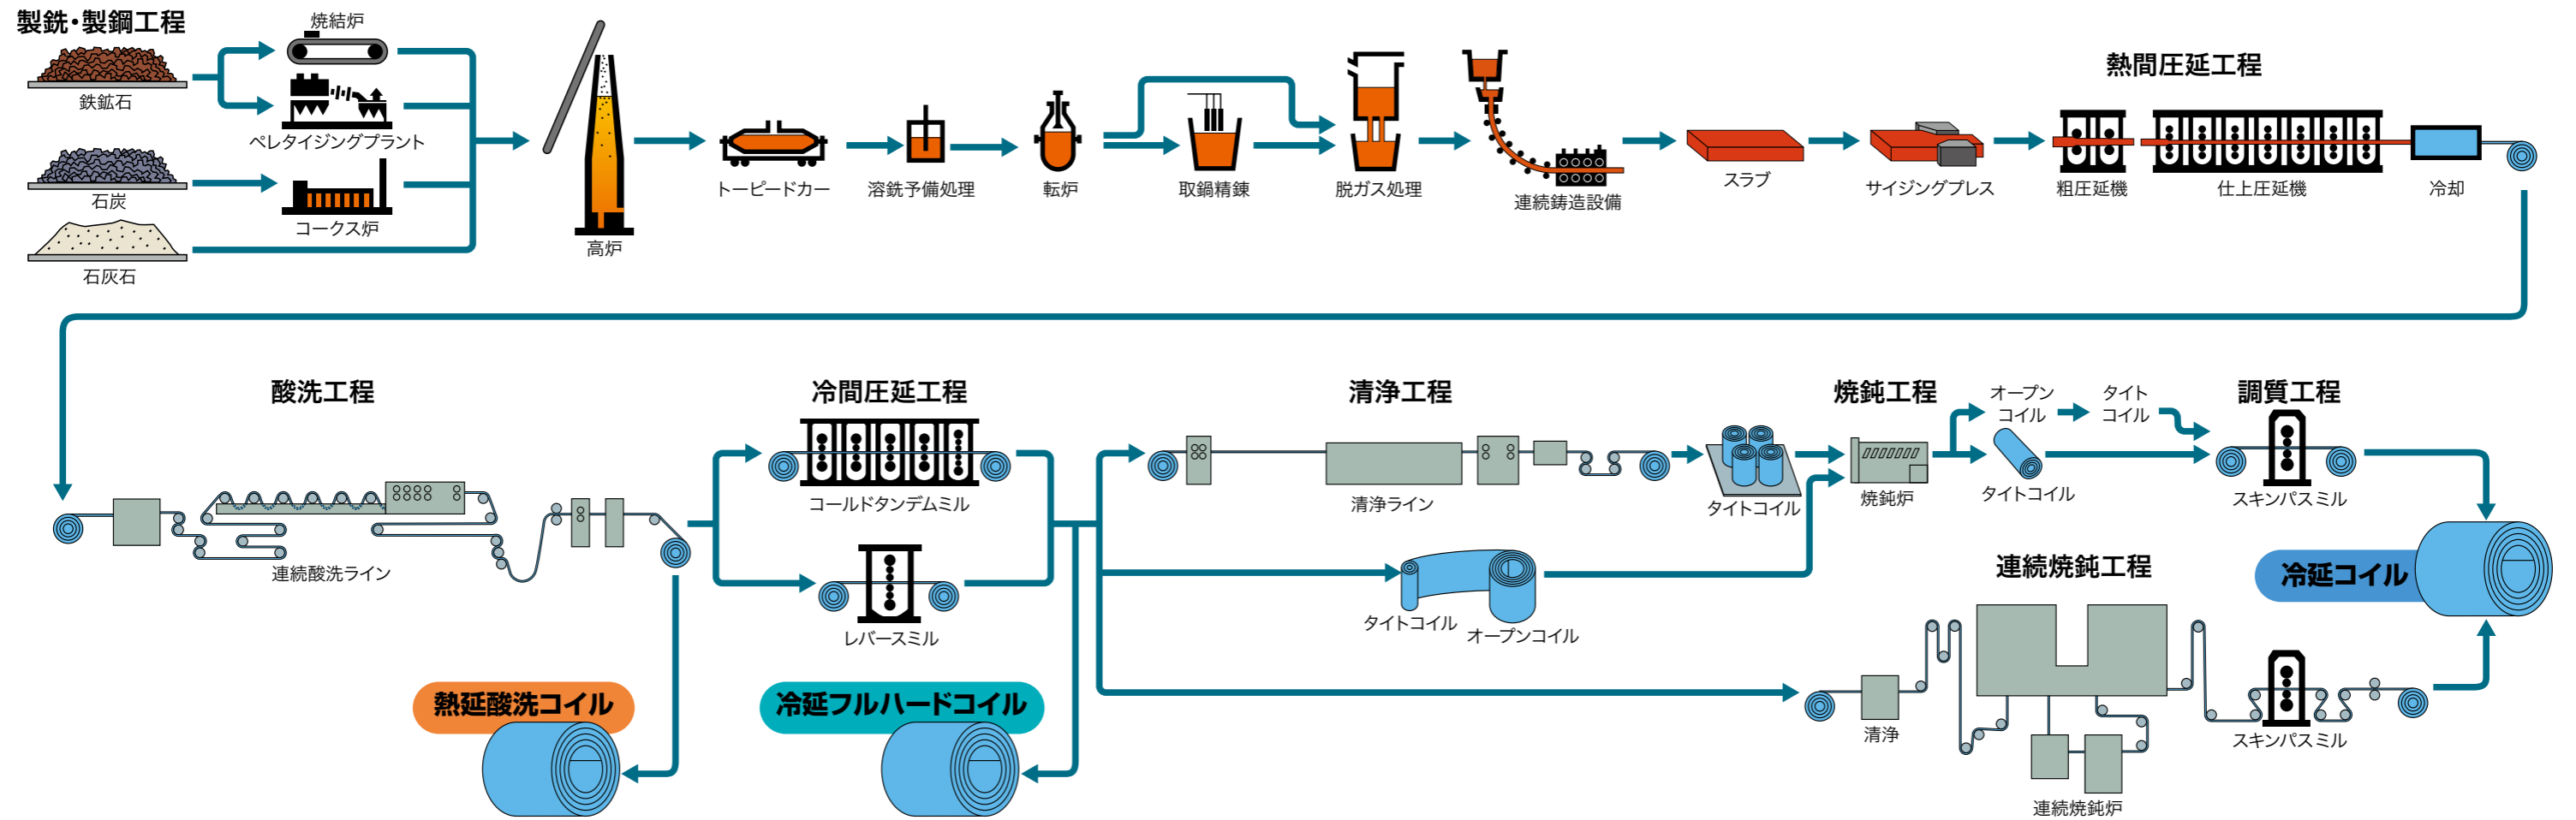 製銑・製鋼工程
焼結炉
鉄鉱石
ペレタイジングプラント
石炭
コークス炉
石灰石
高炉
トーピードカー
溶銑予備処理
転炉
取鍋精錬
脱ガス処理
連続鋳造設備
スラブ
熱間圧延工程
サイジングプレス
粗圧延機
仕上圧延機
冷却
酸洗工程
連続酸洗ライン
熱延酸洗コイル
冷間圧延工程
コールドタンデムミル
レバースミル
冷延フルハードコイル
清浄工程
清浄ライン
タイトコイル
タイトコイル
オープンコイル
焼鈍工程
焼鈍炉
オープン
コイル
タイト
コイル
タイトコイル
調質工程
スキンパスミル
連続焼鈍工程
清浄
連続焼鈍炉
スキンパスミル
冷延コイル